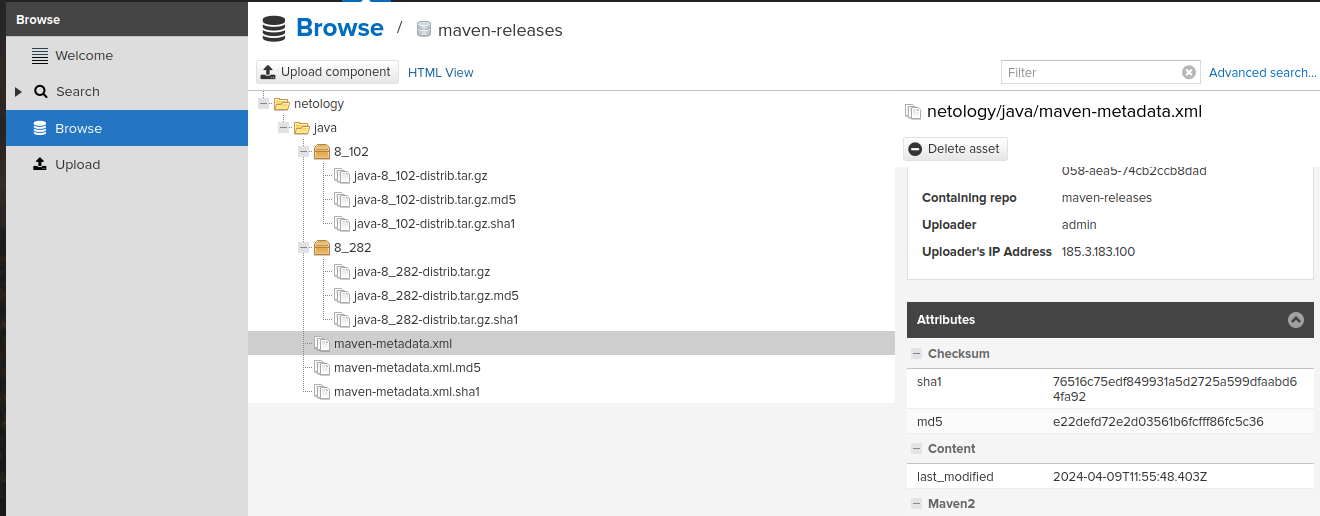 Browse
Welcome
Search
Browse
Upload
Browse / maven-releases
Upload component HTML View Filter Advanced search...
netology
java
8_102
java-8_102-distrib.tar.gz
java-8_102-distrib.tar.gz.md5
java-8_102-distrib.tar.gz.sha1
8_282
java-8_282-distrib.tar.gz
java-8_282-distrib.tar.gz.md5
java-8_282-distrib.tar.gz.sha1
maven-metadata.xml
maven-metadata.xml.md5
maven-metadata.xml.sha1
netology/java/maven-metadata.xml
Delete asset
058-aea5-74cb2ccb8dad
Containing repo maven-releases
Uploader admin
Uploader's IP Address 185.3.183.100
Attributes
Checksum
sha1 76516c75edf849931a5d2725a599dfaabd6
4fa92
md5 e22defd72e2d03561b6fcfff86fc5c36
Content
last_modified 2024-04-09T11:55:48.403Z
Maven2